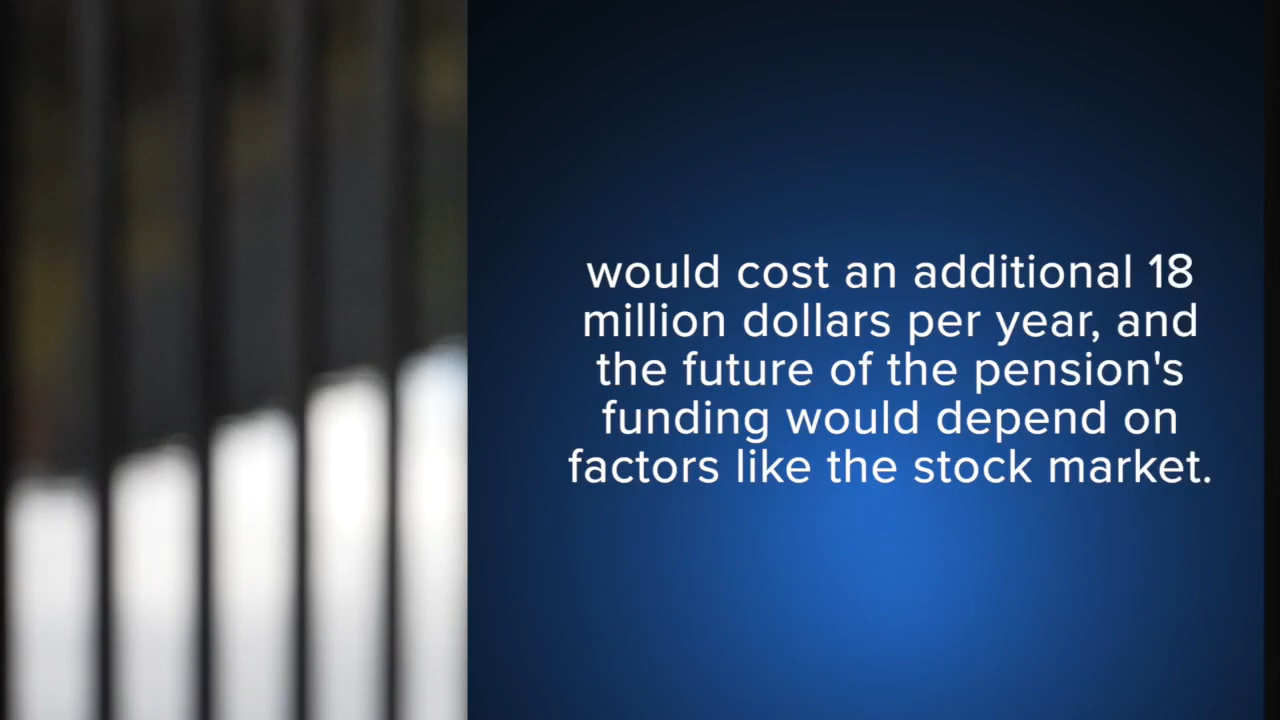 would cost an additional 18
million dollars per year, and
the future of the pension's
funding would depend on
factors like the stock market.